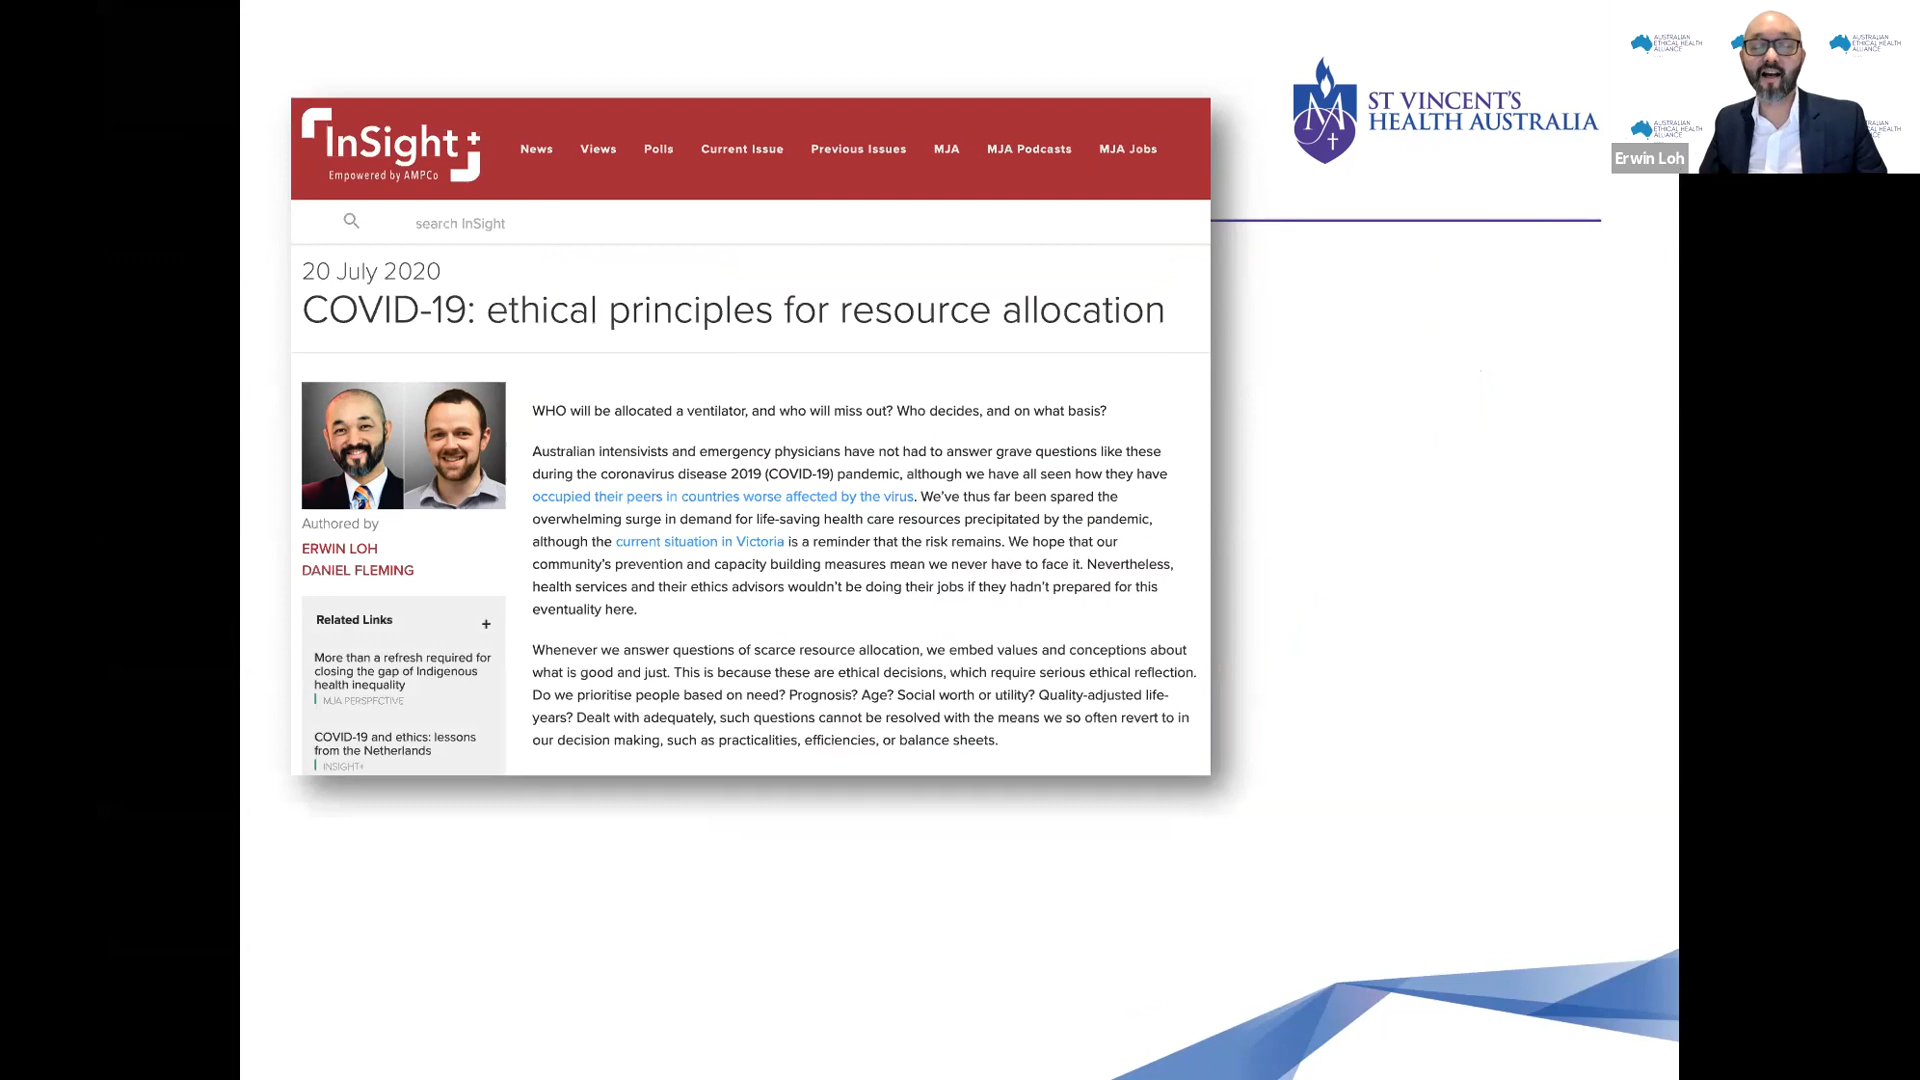 InSight+
Empowered by AMPCo
News Views Polls Current Issue Previous Issues MJA MJA Podcasts MJA Jobs
search InSight
20 July 2020
COVID-19: ethical principles for resource allocation
Authored by
ERWIN LOH
DANIEL FLEMING
Related Links +
More than a refresh required for
closing the gap of Indigenous
health inequality
MJA PERSPECTIVE
COVID-19 and ethics: lessons
from the Netherlands
INSIGHT+
WHO will be allocated a ventilator, and who will miss out? Who decides, and on what basis?
Australian intensivists and emergency physicians have not had to answer grave questions like these
during the coronavirus disease 2019 (COVID-19) pandemic, although we have all seen how they have
occupied their peers in countries worse affected by the virus. We’ve thus far been spared the
overwhelming surge in demand for life-saving health care resources precipitated by the pandemic,
although the current situation in Victoria is a reminder that the risk remains. We hope that our
community’s prevention and capacity building measures mean we never have to face it. Nevertheless,
health services and their ethics advisors wouldn’t be doing their jobs if they hadn’t prepared for this
eventuality here.
Whenever we answer questions of scarce resource allocation, we embed values and conceptions about
what is good and just. This is because these are ethical decisions, which require serious ethical reflection.
Do we prioritise people based on need? Prognosis? Age? Social worth or utility? Quality-adjusted life-
years? Dealt with adequately, such questions cannot be resolved with the means we so often revert to in
our decision making, such as practicalities, efficiencies, or balance sheets.
ST VINCENT’S
HEALTH AUSTRALIA
AUSTRALIAN
ETHICAL HEALTH
ALLIANCE
AUSTRALIAN
ETHICAL HEALTH
ALLIANCE
AUSTRALIAN
ETHICAL HEALTH
ALLIANCE
Erwin Loh